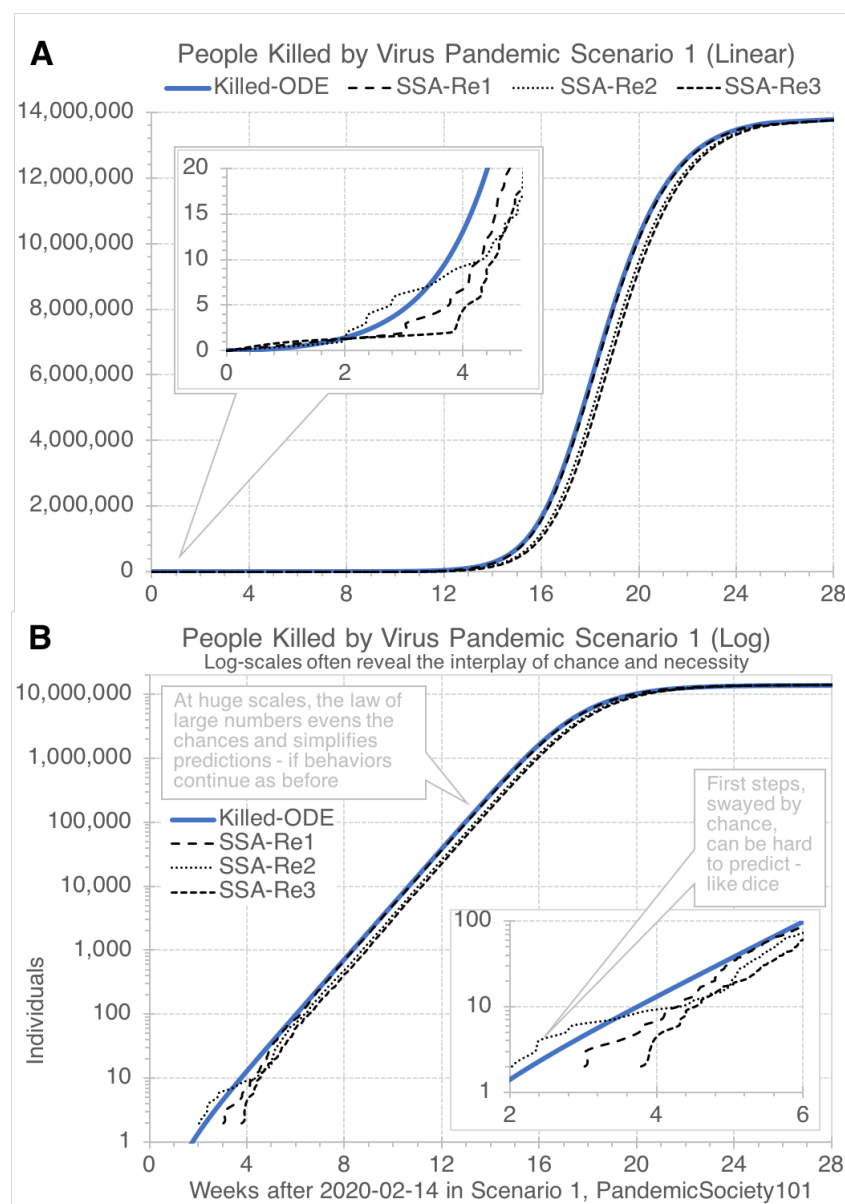 A
People Killed by Virus Pandemic Scenario 1 (Linear)
Killed-ODE SSA-Re1 SSA-Re2 SSA-Re3
14,000,000
12,000,000
10,000,000
8,000,000
6,000,000
4,000,000
2,000,000
0
0 4 8 12 16 20 24 28
20
15
10
5
0
0 2 4
B
People Killed by Virus Pandemic Scenario 1 (Log)
Log-scales often reveal the interplay of chance and necessity
10,000,000
1,000,000
100,000
10,000
1,000
100
10
1
Individuals
At huge scales, the law of
large numbers evens the
chances and simplifies
predictions - if behaviors
continue as before
Killed-ODE
SSA-Re1
SSA-Re2
SSA-Re3
First steps,
swayed by
chance,
can be hard
to predict -
like dice
100
10
1
2 4 6
0 4 8 12 16 20 24 28
Weeks after 2020-02-14 in Scenario 1, PandemicSociety101